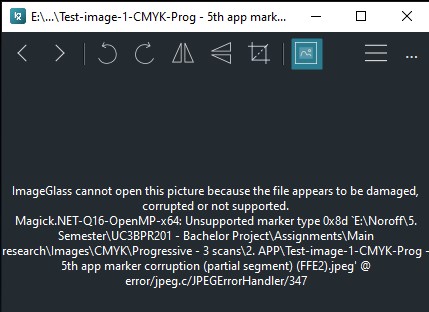 E:\...\Test-image-1-CMYK-Prog - 5th app mark...
ImageGlass cannot open this picture because the file appears to be damaged,
corrupted or not supported.
Magick.NET-Q16-OpenMP-x64: Unsupported marker type 0x8d `E:\Noroff\5.
Semester\UC3BPR201 - Bachelor Project\Assignments\Main
research\Images\CMYK\Progressive - 3 scans\2. APP\Test-image-1-CMYK-Prog -
5th app marker corruption (partial segment) (FFE2).jpeg' @
error/jpeg.c/JPEGErrorHandler/347